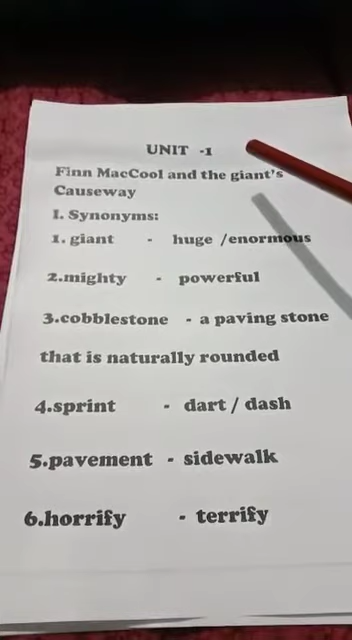 UNIT -1
Finn MacCool and the giant's
Causeway
I. Synonyms:
1. giant - huge /enormous
2.mighty - powerful
3.cobblestone - a paving stone
that is naturally rounded
4.sprint - dart / dash
5.pavement - sidewalk
6.horrify - terrify